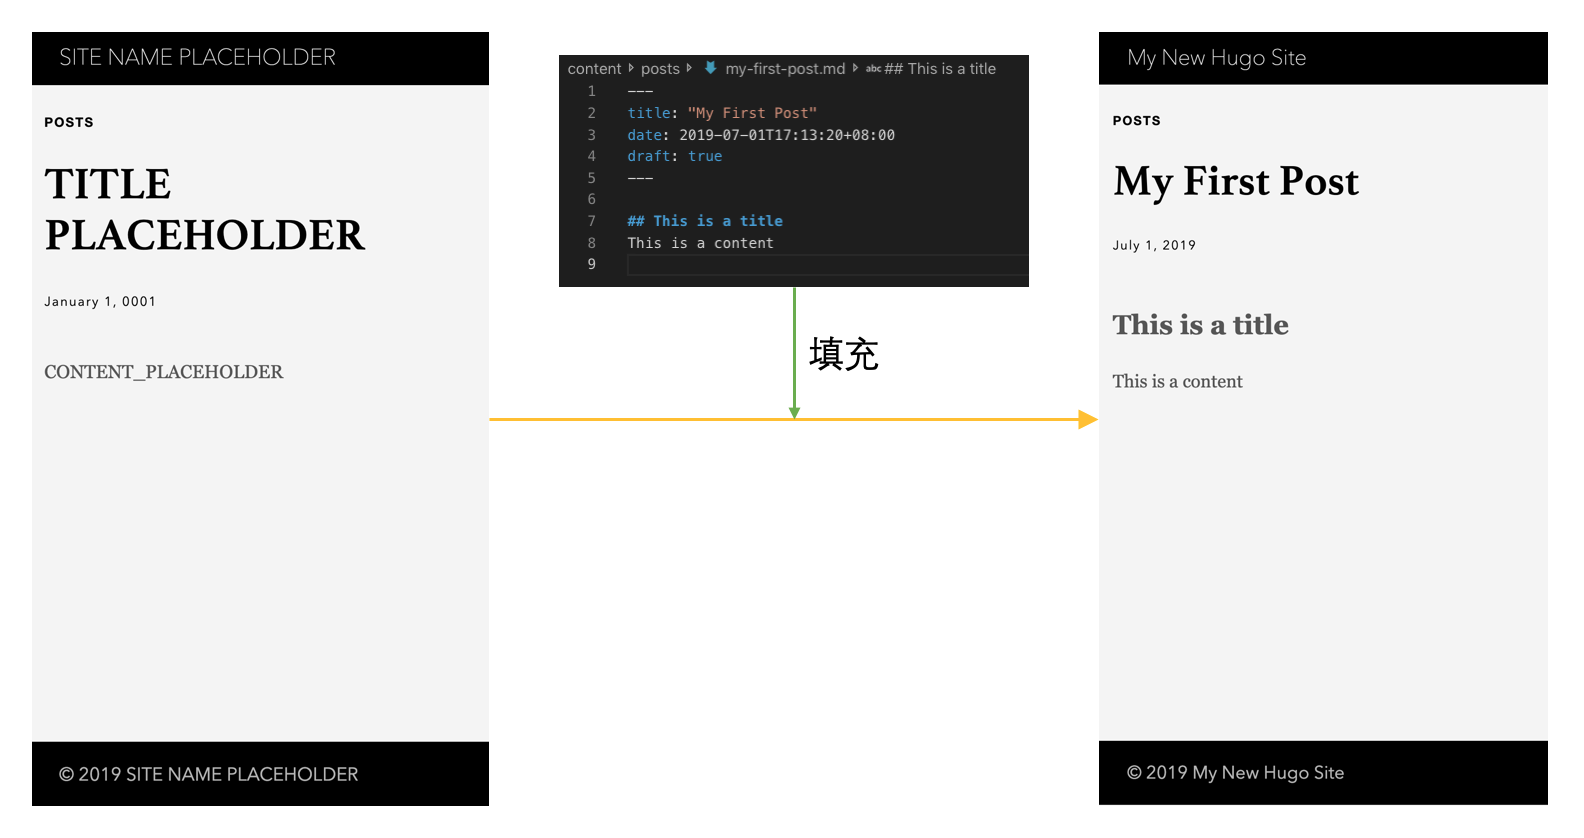 SITE NAME PLACEHOLDER
POSTS
TITLE
PLACEHOLDER
January 1, 0001
CONTENT_PLACEHOLDER
© 2019 SITE NAME PLACEHOLDER
content posts my-first-post.md abc ## This is a title
1 ---
2 title: "My First Post"
3 date: 2019-07-01T17:13:20+08:00
4 draft: true
5 ---
6
7 ## This is a title
8 This is a content
9
填充
My New Hugo Site
POSTS
My First Post
July 1, 2019
This is a title
This is a content
© 2019 My New Hugo Site